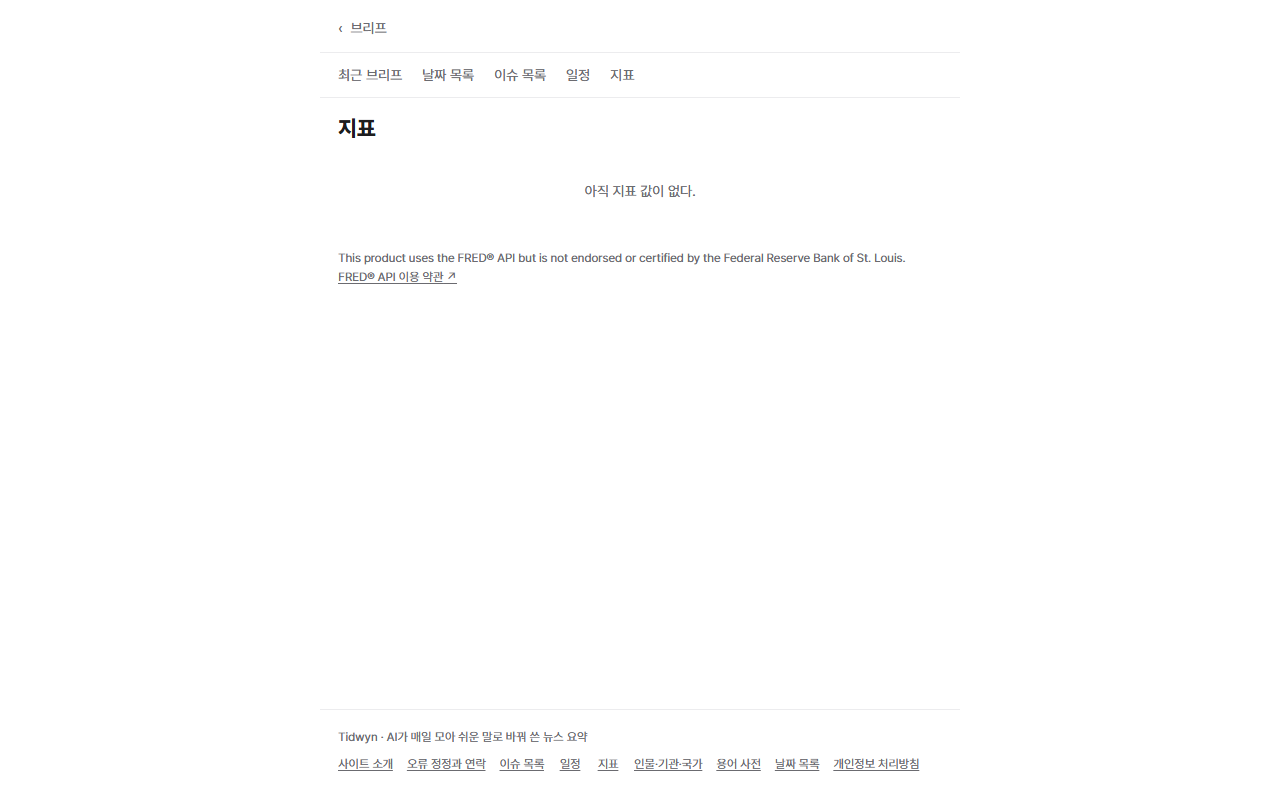 ‹ 브리프
최근 브리프 날짜 목록 이슈 목록 일정 지표
지표
아직 지표 값이 없다.
This product uses the FRED® API but is not endorsed or certified by the Federal Reserve Bank of St. Louis.
FRED® API 이용 약관 ↗
Tidwyn · AI가 매일 모아 쉬운 말로 바꿔 쓴 뉴스 요약
사이트 소개 오류 정정과 연락 이슈 목록 일정 지표 인물·기관·국가 용어 사전 날짜 목록 개인정보 처리방침